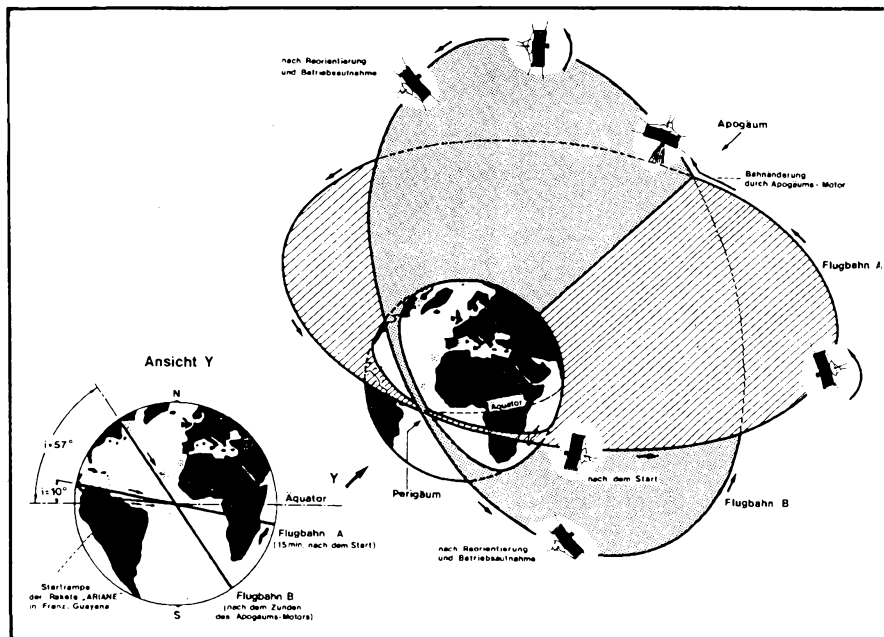 nach Reorientierung
und Betriebsaufnahme
Apogäum
Bahnänderung
durch Apogäums-Motor
Flugbahn A
Äquator
nach dem Start
Y
Perigäum
Flugbahn B
nach Reorientierung
und Betriebsaufnahme
Ansicht Y
N
i=57°
i=10°
Äquator
Flugbahn A
(15min. nach dem Start)
Startrampe
der Rakete „ARIANE"
in Franz. Guayana
Flugbahn B
(nach dem Zünden
des Apogäums-Motors)
S